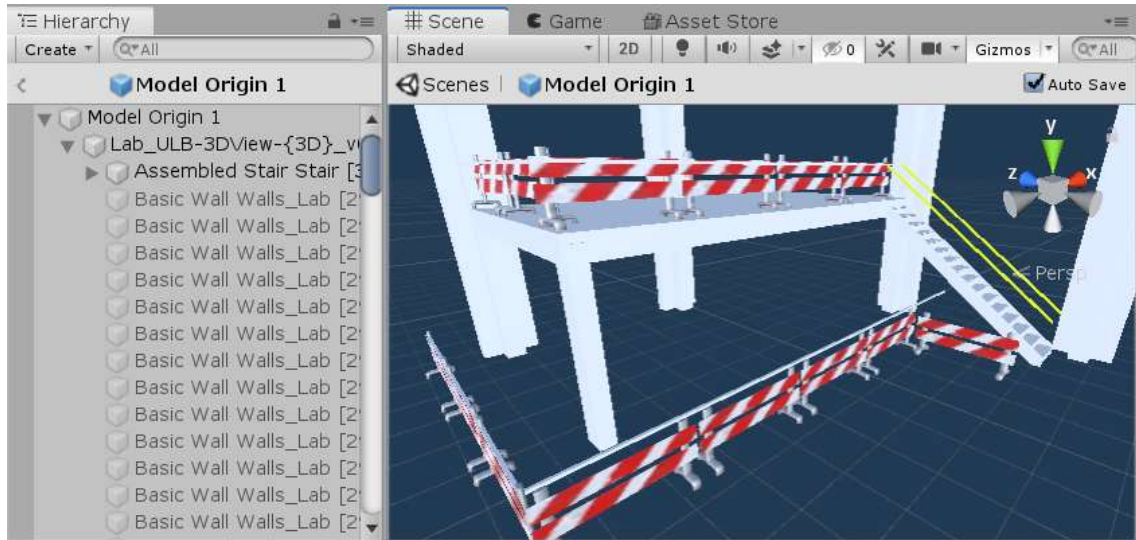 Hierarchy
Create
All
Model Origin 1
Model Origin 1
Lab_ULB-3DView-{3D}_v
Assembled Stair Stair [3
Basic Wall Walls_Lab [2
Basic Wall Walls_Lab [2
Basic Wall Walls_Lab [2
Basic Wall Walls_Lab [2
Basic Wall Walls_Lab [2
Basic Wall Walls_Lab [2
Basic Wall Walls_Lab [2
Basic Wall Walls_Lab [2
Basic Wall Walls_Lab [2
Basic Wall Walls_Lab [2
Basic Wall Walls_Lab [2
Basic Wall Walls_Lab [2
Basic Wall Walls_Lab [2
Scene Game Asset Store
Shaded 2D 0 Gizmos All
Scenes | Model Origin 1 Auto Save
y
z x
Persp